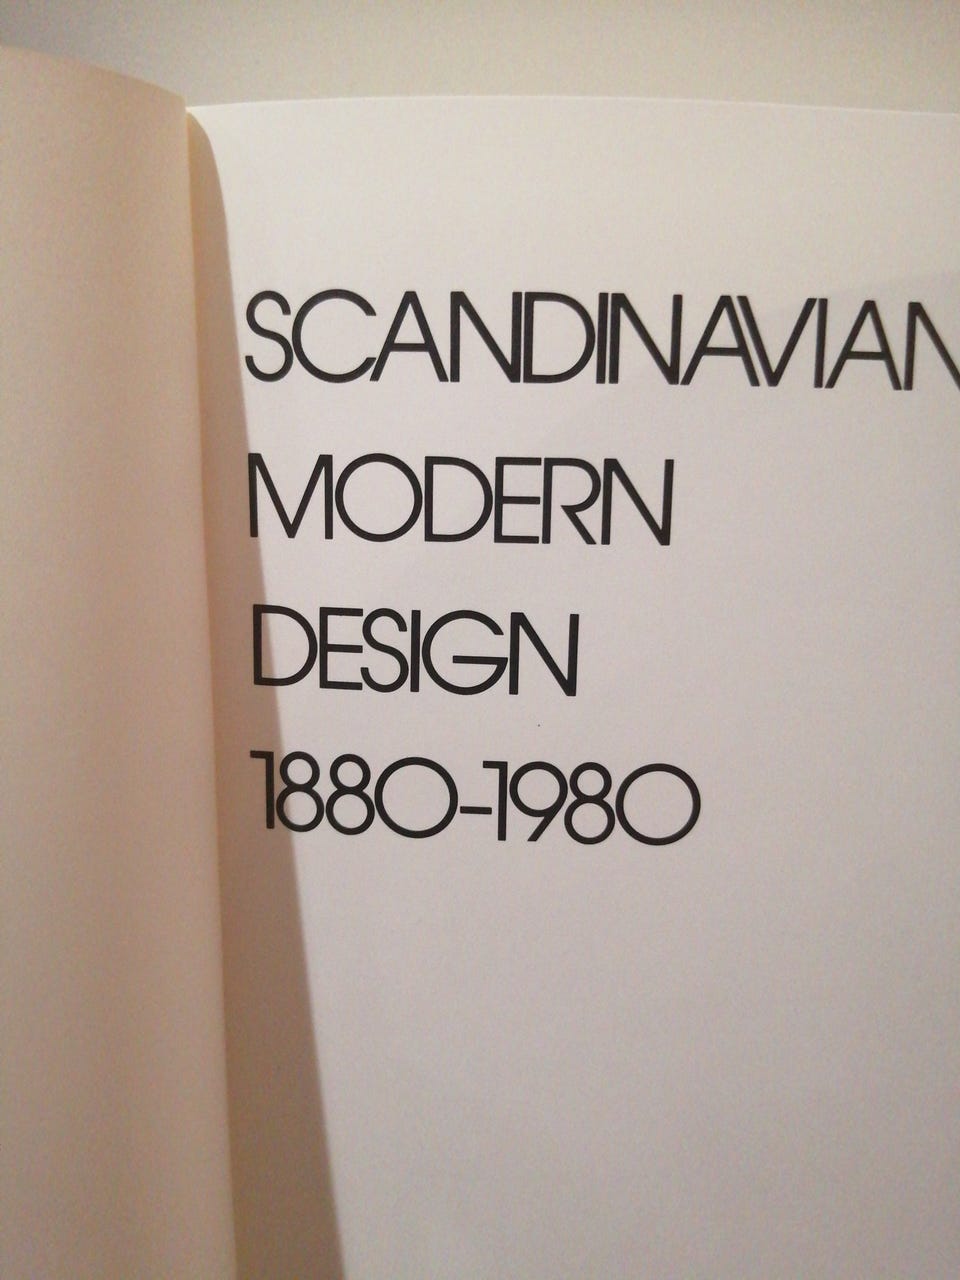 SCANDINAVIAN
MODERN
DESIGN
1880-1980